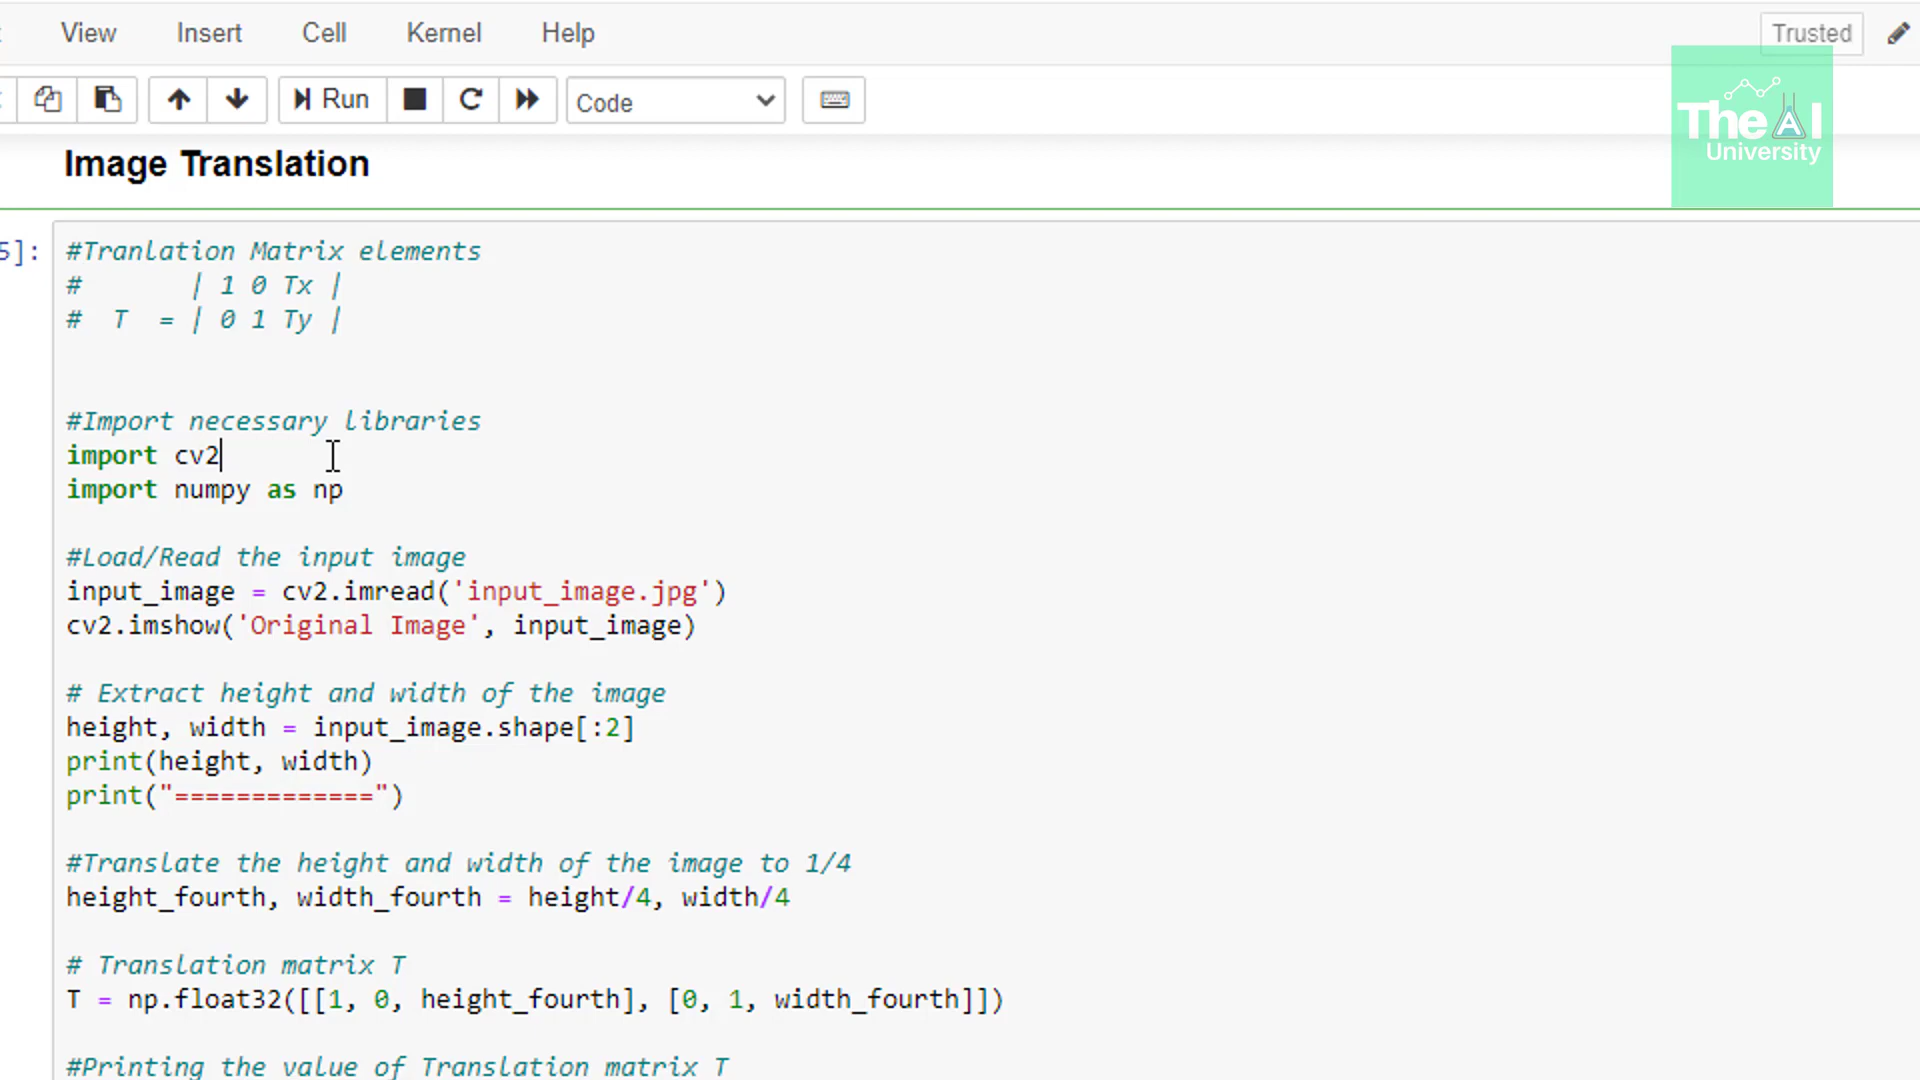 View Insert Cell Kernel Help Trusted
Run Code
The AI
University
Image Translation
5]:
#Tranlation Matrix elements
# | 1 0 Tx |
# T = | 0 1 Ty |
#Import necessary libraries
import cv2
import numpy as np
#Load/Read the input image
input_image = cv2.imread('input_image.jpg')
cv2.imshow('Original Image', input_image)
# Extract height and width of the image
height, width = input_image.shape[:2]
print(height, width)
print("=============")
#Translate the height and width of the image to 1/4
height_fourth, width_fourth = height/4, width/4
# Translation matrix T
T = np.float32([[1, 0, height_fourth], [0, 1, width_fourth]])
#Printing the value of Translation matrix T